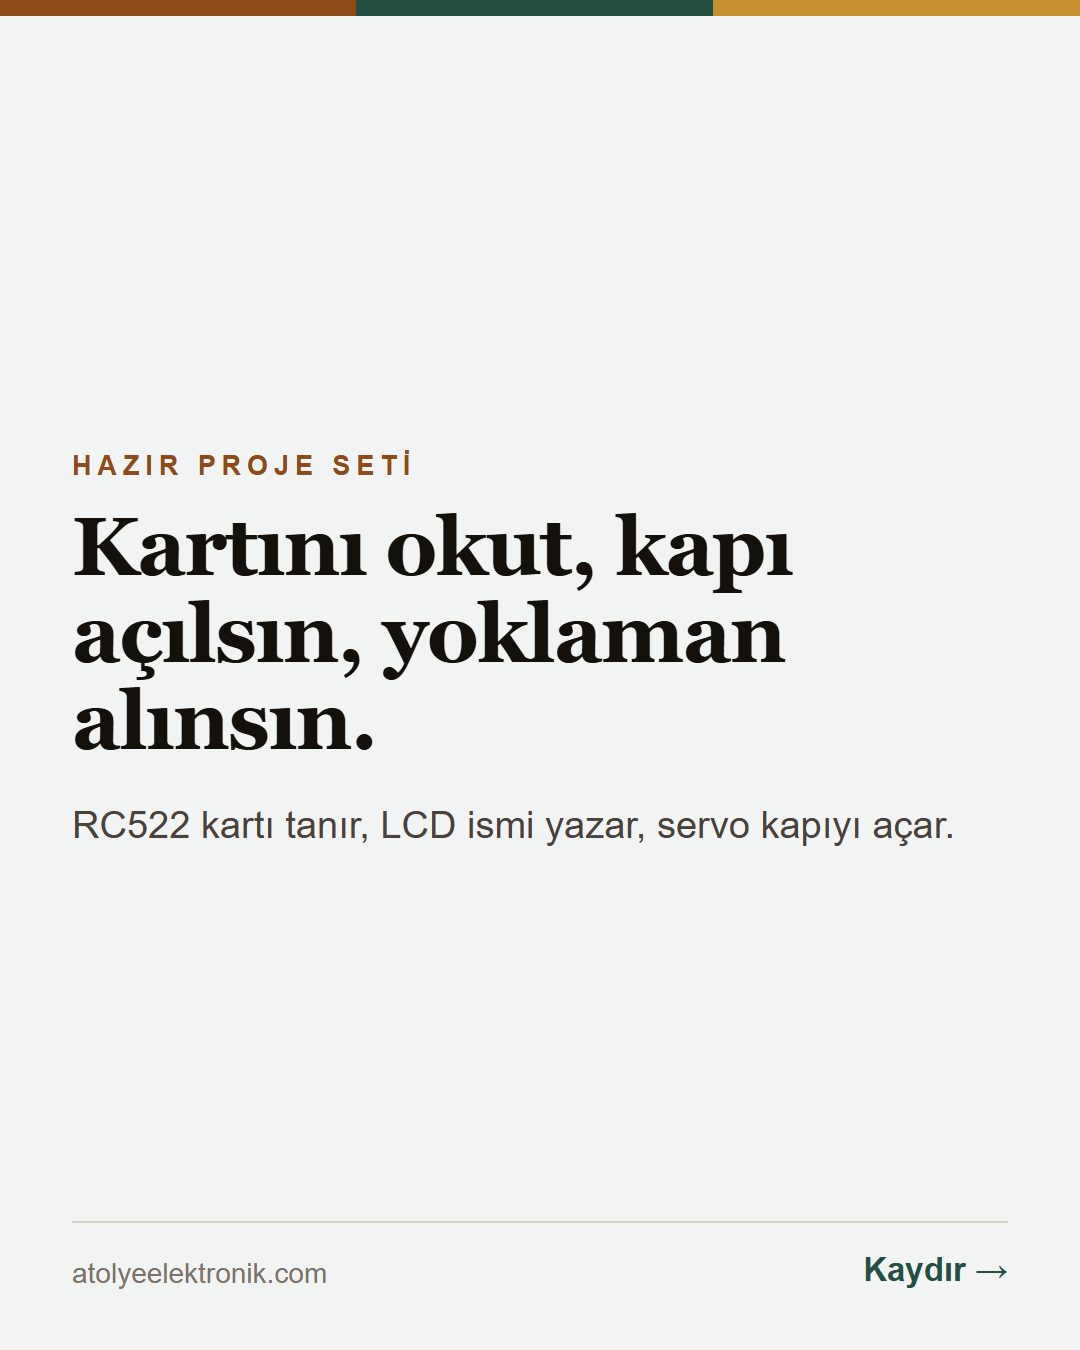 HAZIR PROJE SETİ
Kartını okut, kapı
açılsın, yoklaman
alınsın.
RC522 kartı tanır, LCD ismi yazar, servo kapıyı açar.
atolyeelektronik.com
Kaydır →